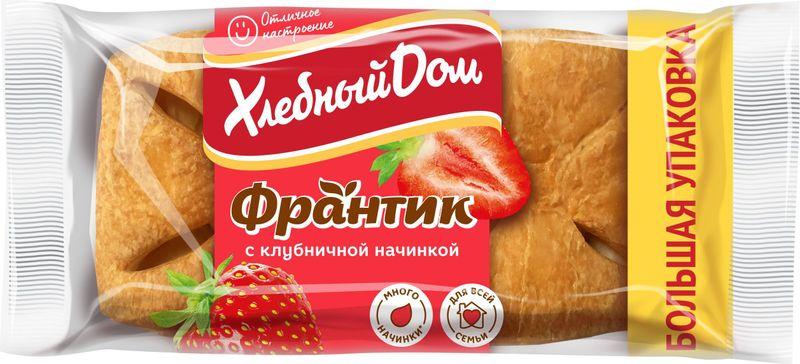 Отличное
настроение
ХлебныйДом
Франтик
с клубничной начинкой
МНОГО
НАЧИНКИ*
ДЛЯ ВСЕЙ
СЕМЬИ
БОЛЬШАЯ УПАКОВКА